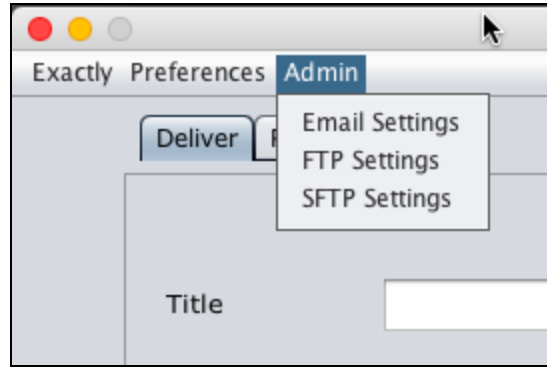 Exactly Preferences Admin
Email Settings
Deliver
FTP Settings
SFTP Settings
Title